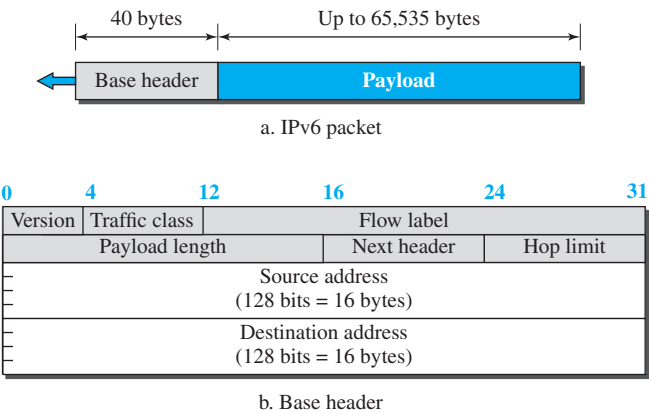 40 bytes Up to 65,535 bytes
Base header Payload
a. IPv6 packet
0 4 12 16 24 31
Version Traffic class Flow label
Payload length Next header Hop limit
Source address
(128 bits = 16 bytes)
Destination address
(128 bits = 16 bytes)
b. Base header